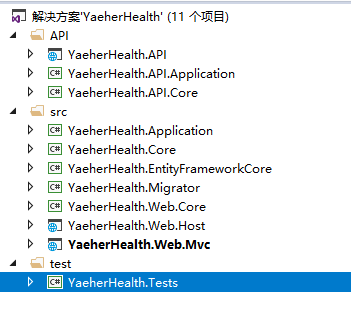 解决方案'YaeherHealth' (11 个项目)
API
YaeherHealth.API
C# YaeherHealth.API.Application
C# YaeherHealth.API.Core
src
C# YaeherHealth.Application
C# YaeherHealth.Core
C# YaeherHealth.EntityFrameworkCore
C# YaeherHealth.Migrator
C# YaeherHealth.Web.Core
YaeherHealth.Web.Host
YaeherHealth.Web.Mvc
test
C# YaeherHealth.Tests